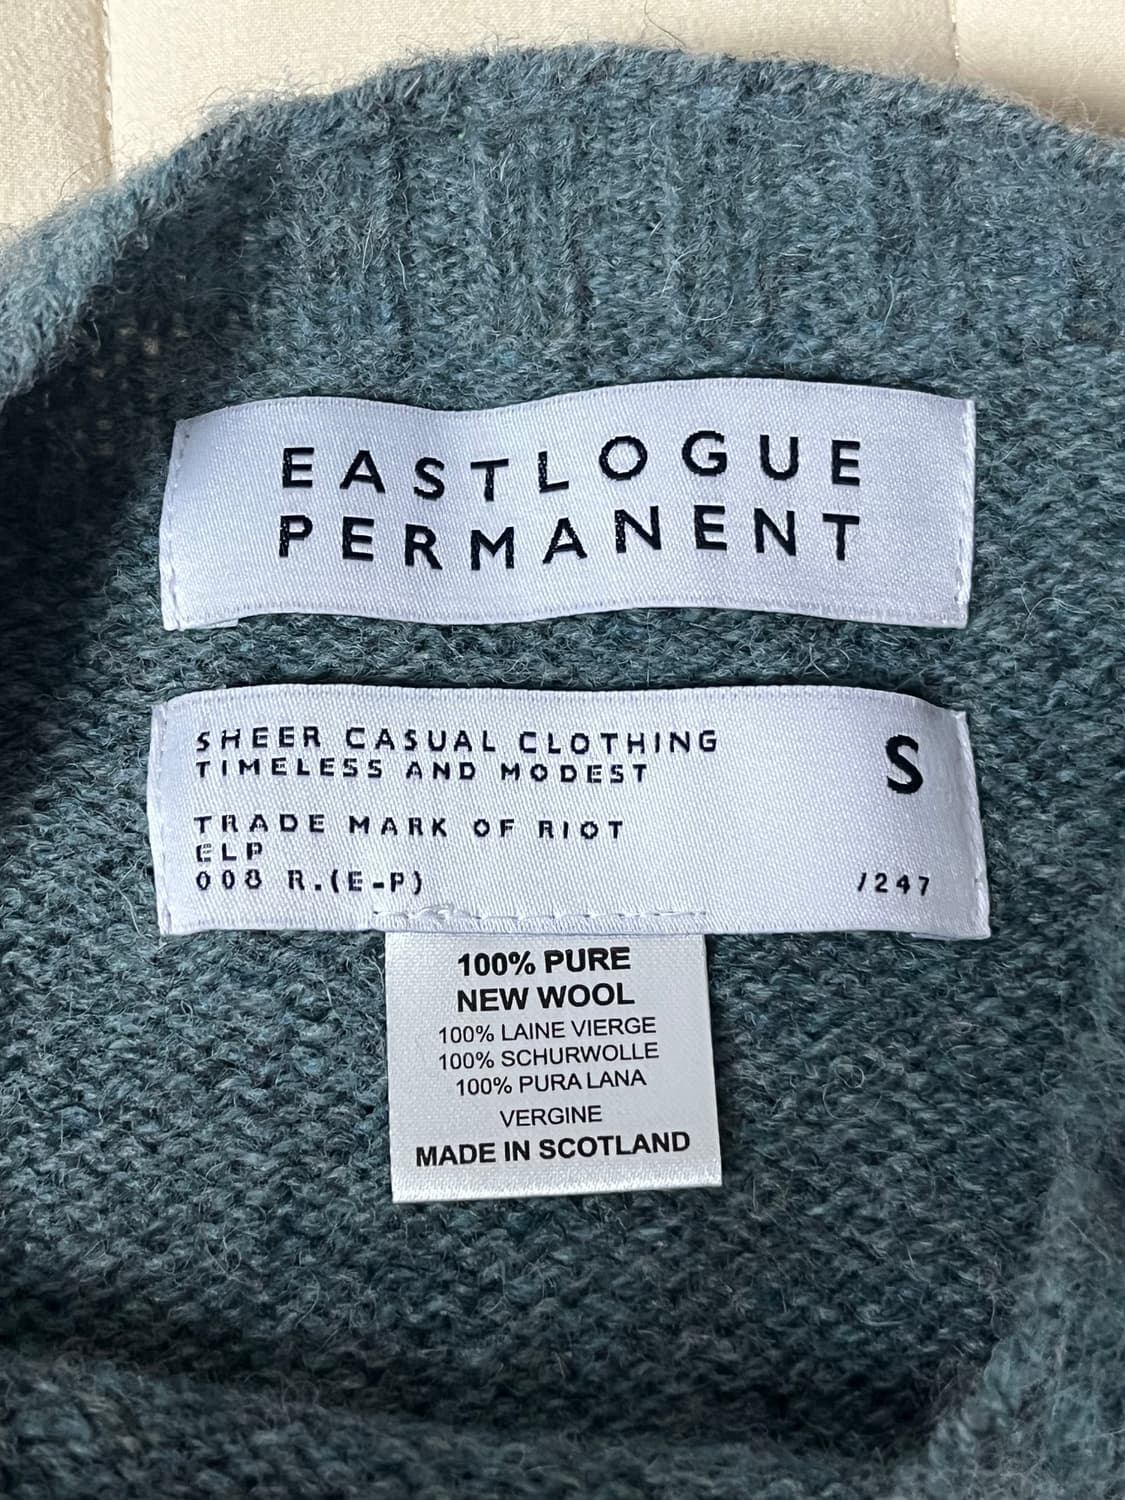 EASTLOGUE
PERMANENT
SHEER CASUAL CLOTHING
TIMELESS AND MODEST
S
TRADE MARK OF RIOT
ELP
008 R.(E-P)
/247
100% PURE
NEW WOOL
100% LAINE VIERGE
100% SCHURWOLLE
100% PURA LANA
VERGINE
MADE IN SCOTLAND